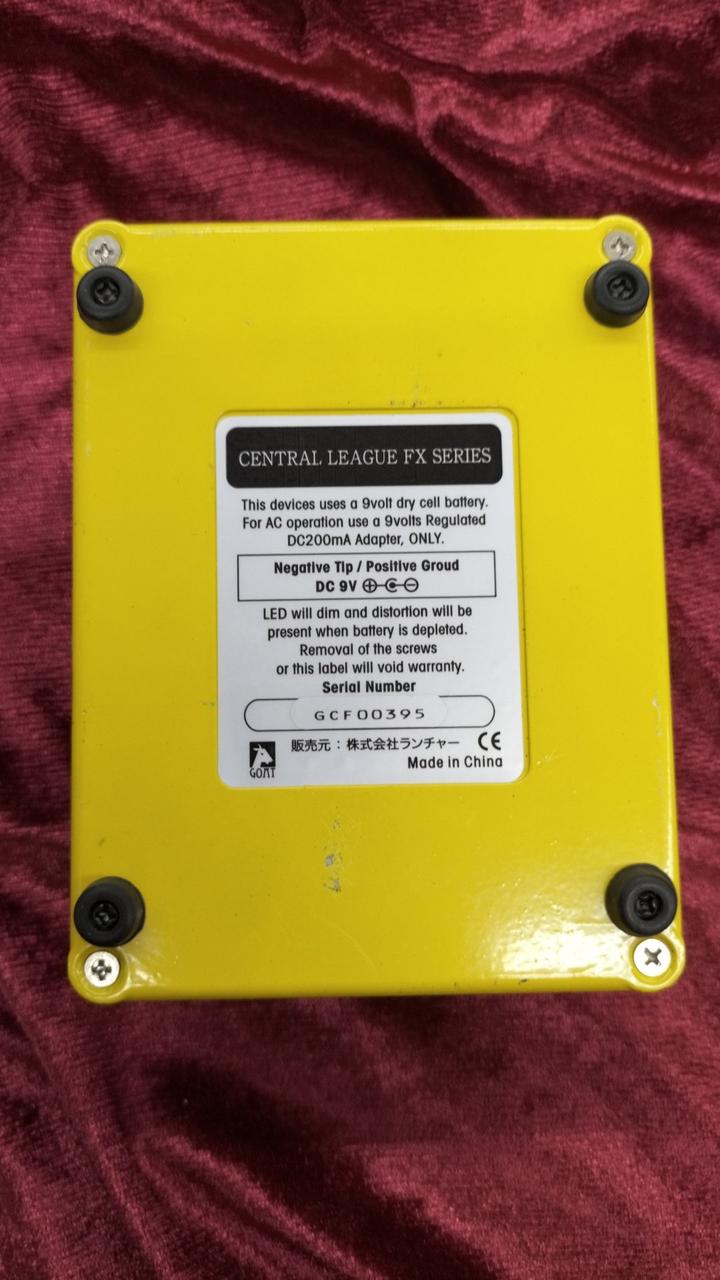 CENTRAL LEAGUE FX SERIES
This devices uses a 9volt dry cell battery.
For AC operation use a 9volts Regulated
DC200mA Adapter, ONLY.
Negative Tip / Positive Groud
DC 9V
LED will dim and distortion will be
present when battery is depleted.
Removal of the screws
or this label will void warranty.
Serial Number
GCF00395
販売元：株式会社ランチャー CE
GOAT Made in China